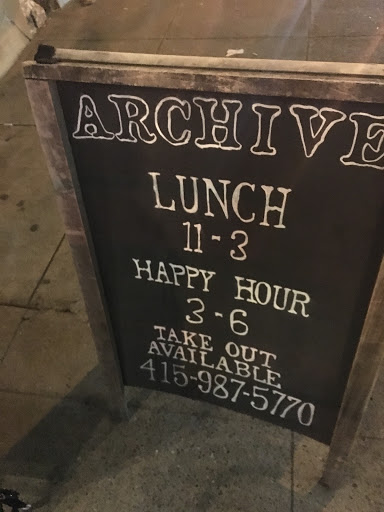 ARCHIVE
LUNCH
11-3
HAPPY HOUR
3-6
TAKE OUT
AVAILABLE
415-987-5770